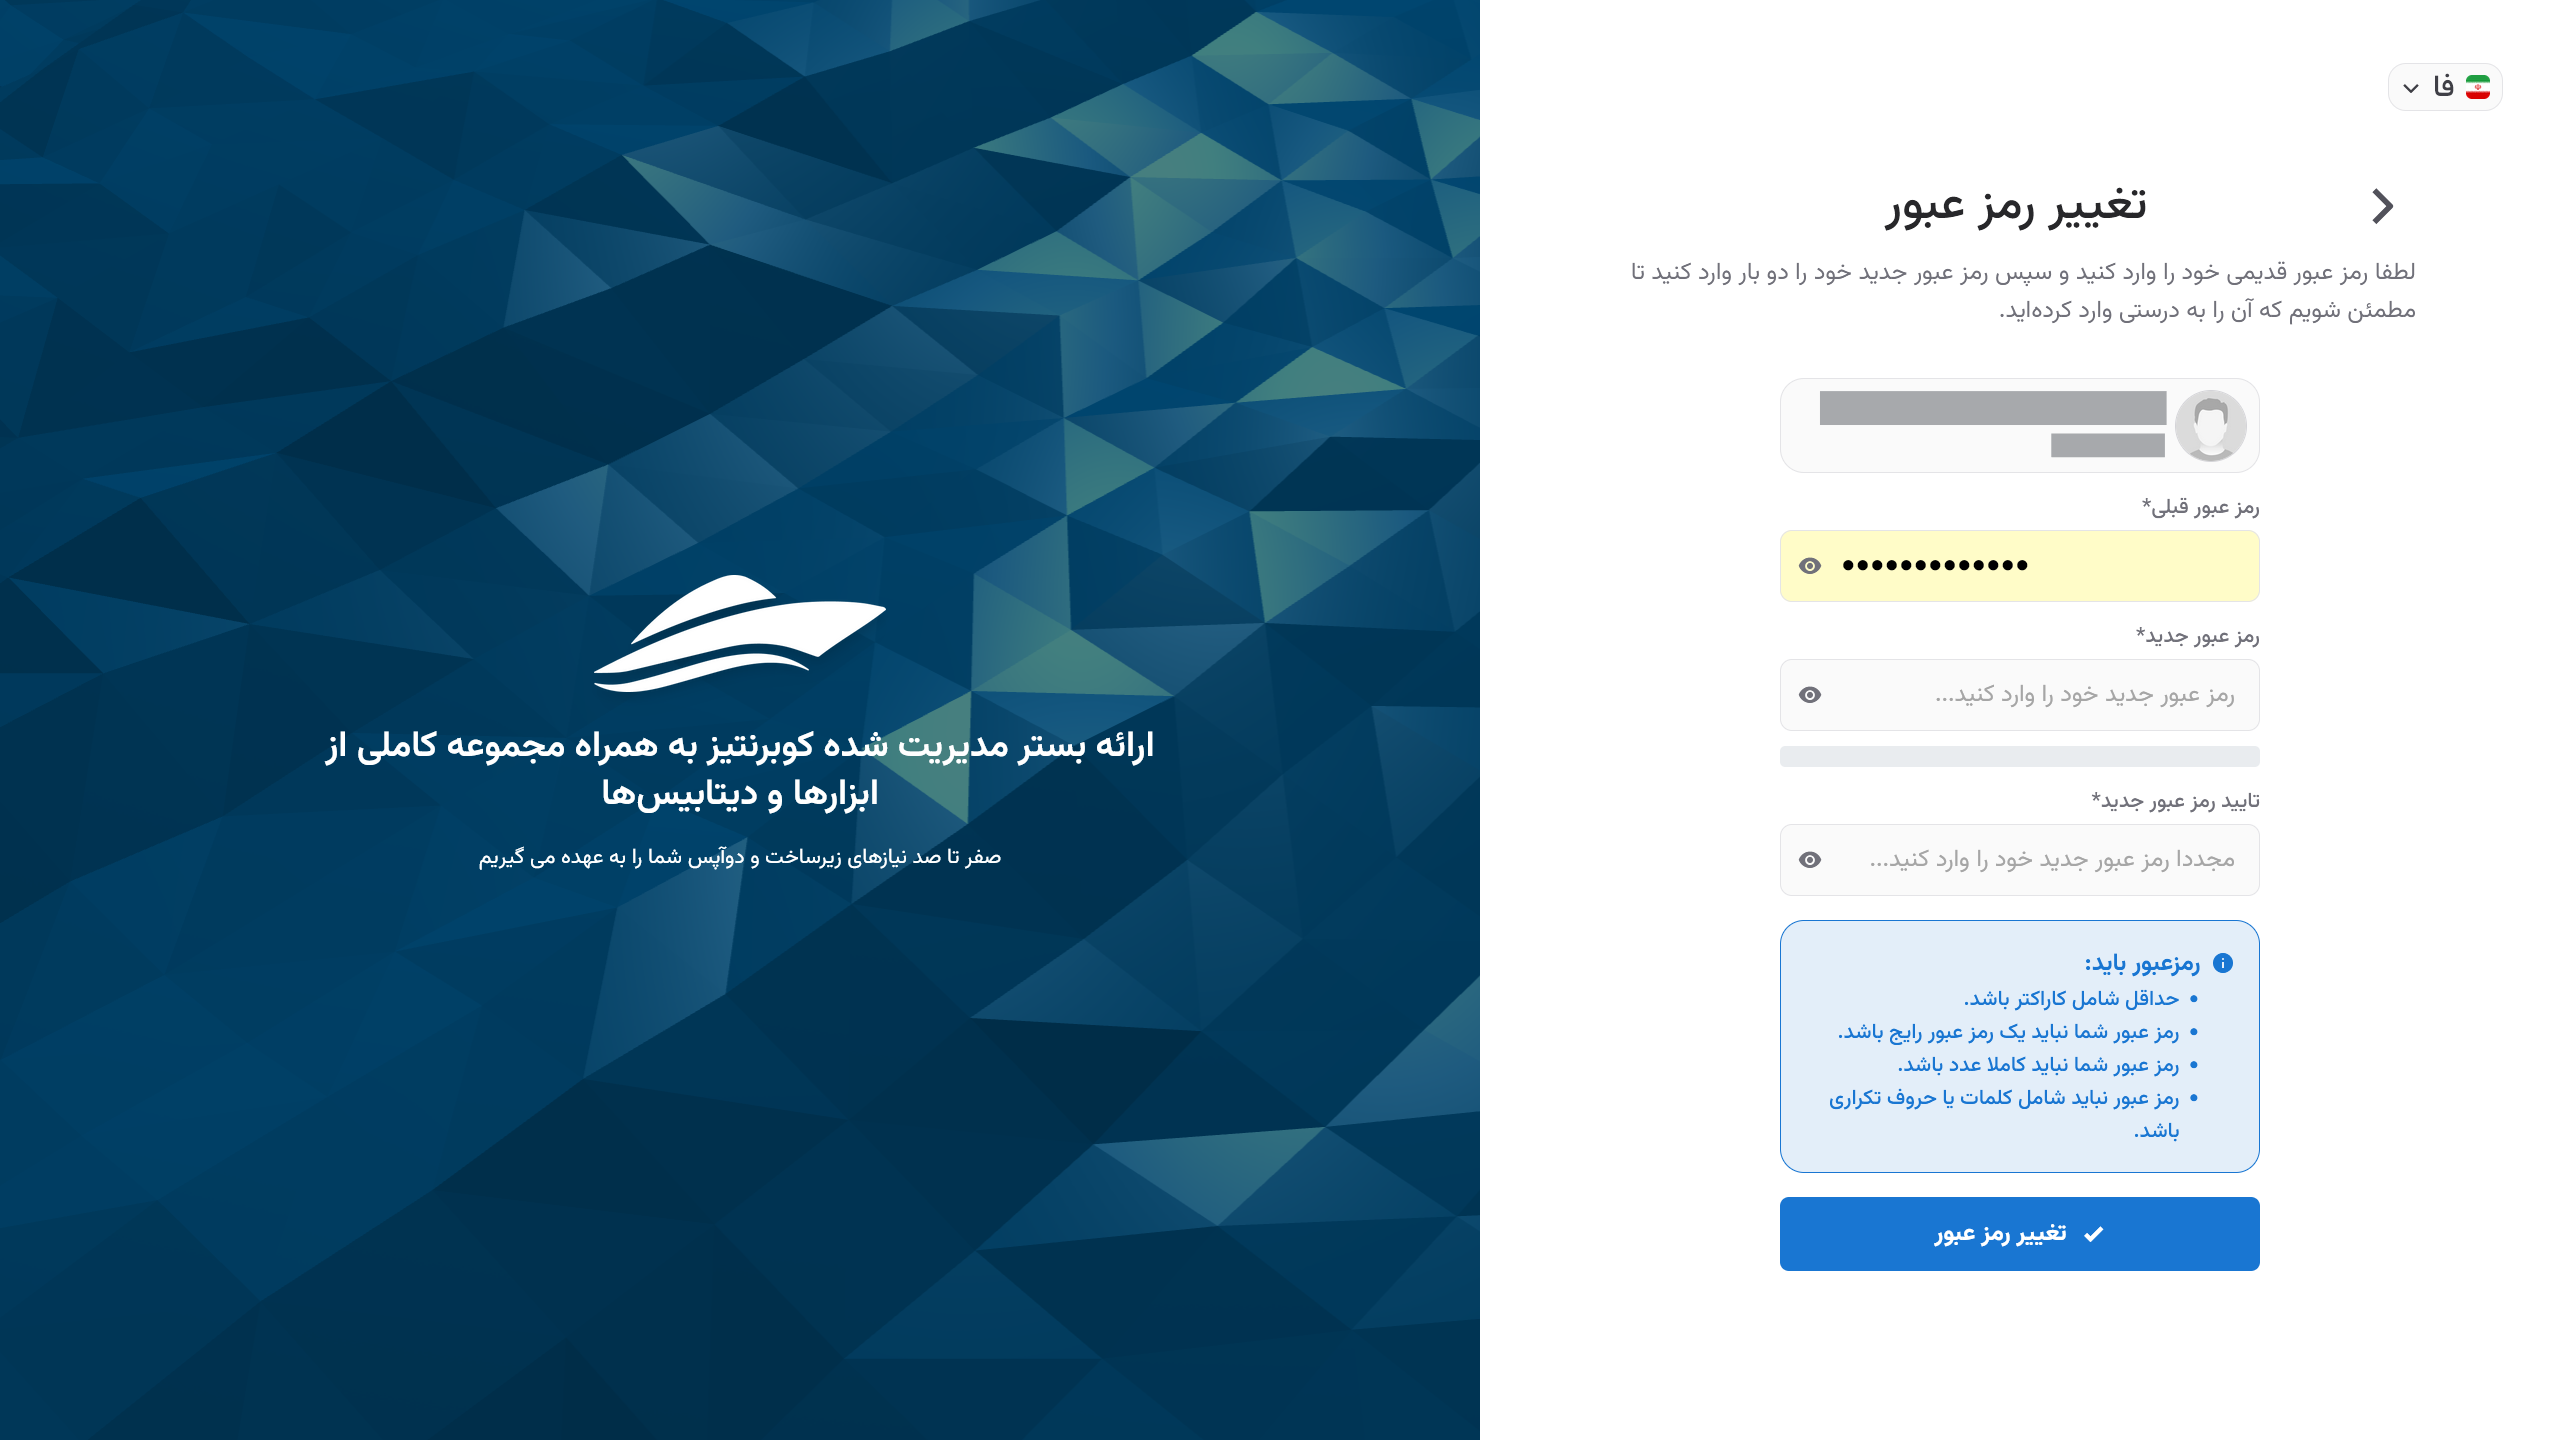 فا
تغییر رمز عبور
لطفا رمز عبور قدیمی خود را وارد کنید و سپس رمز عبور جدید خود را دو بار وارد کنید تا
مطمئن شویم که آن را به درستی وارد کرده‌اید.
رمز عبور قبلی*
رمز عبور جدید*
رمز عبور جدید خود را وارد کنید...
تایید رمز عبور جدید*
مجددا رمز عبور جدید خود را وارد کنید...
رمزعبور باید:
• حداقل شامل کاراکتر باشد.
• رمز عبور شما نباید یک رمز عبور رایج باشد.
• رمز عبور شما نباید کاملا عدد باشد.
• رمز عبور نباید شامل کلمات یا حروف تکراری
باشد.
تغییر رمز عبور
ارائه بستر مدیریت شده کوبرنتیز به همراه مجموعه کاملی از
ابزارها و دیتابیس‌ها
صفر تا صد نیازهای زیرساخت و دوآپس شما را به عهده می گیریم